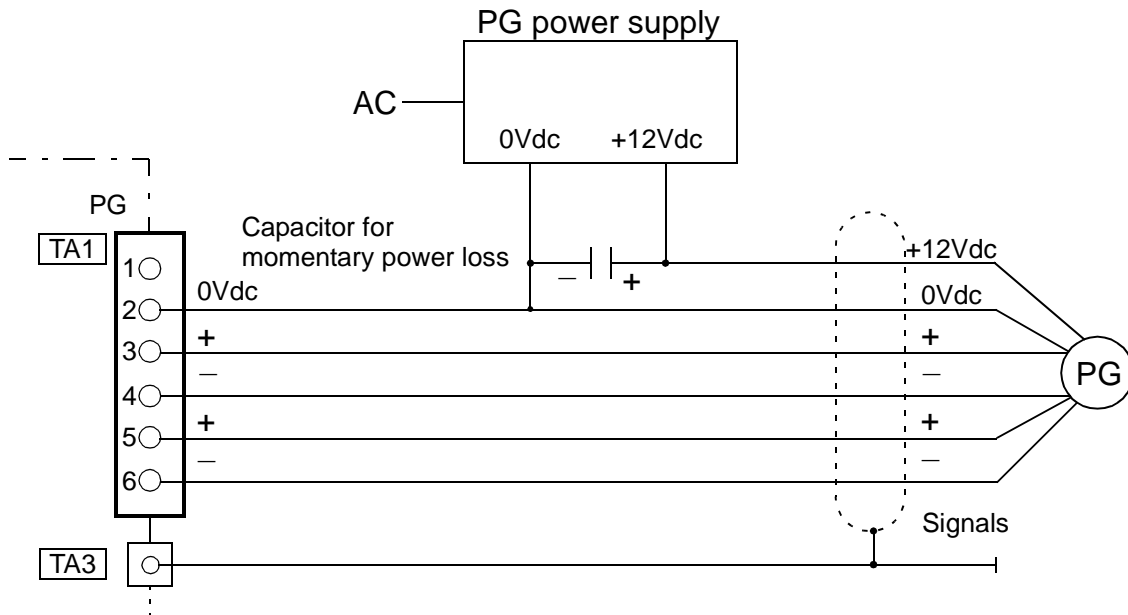 PG power supply
AC
0Vdc +12Vdc
PG
TA1
Capacitor for
momentary power loss
1
− +
+12Vdc
2 0Vdc 0Vdc
3 + +
− −
4
5 + +
− −
6
PG
Signals
TA3